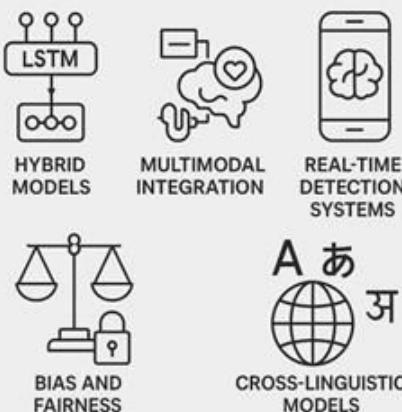 LSTM
HYBRID
MODELS
MULTIMODAL
INTEGRATION
REAL-TIME
DETECTION
SYSTEMS
BIAS AND
FAIRNESS
A あ
अ
CROSS-LINGUISTIC
MODELS